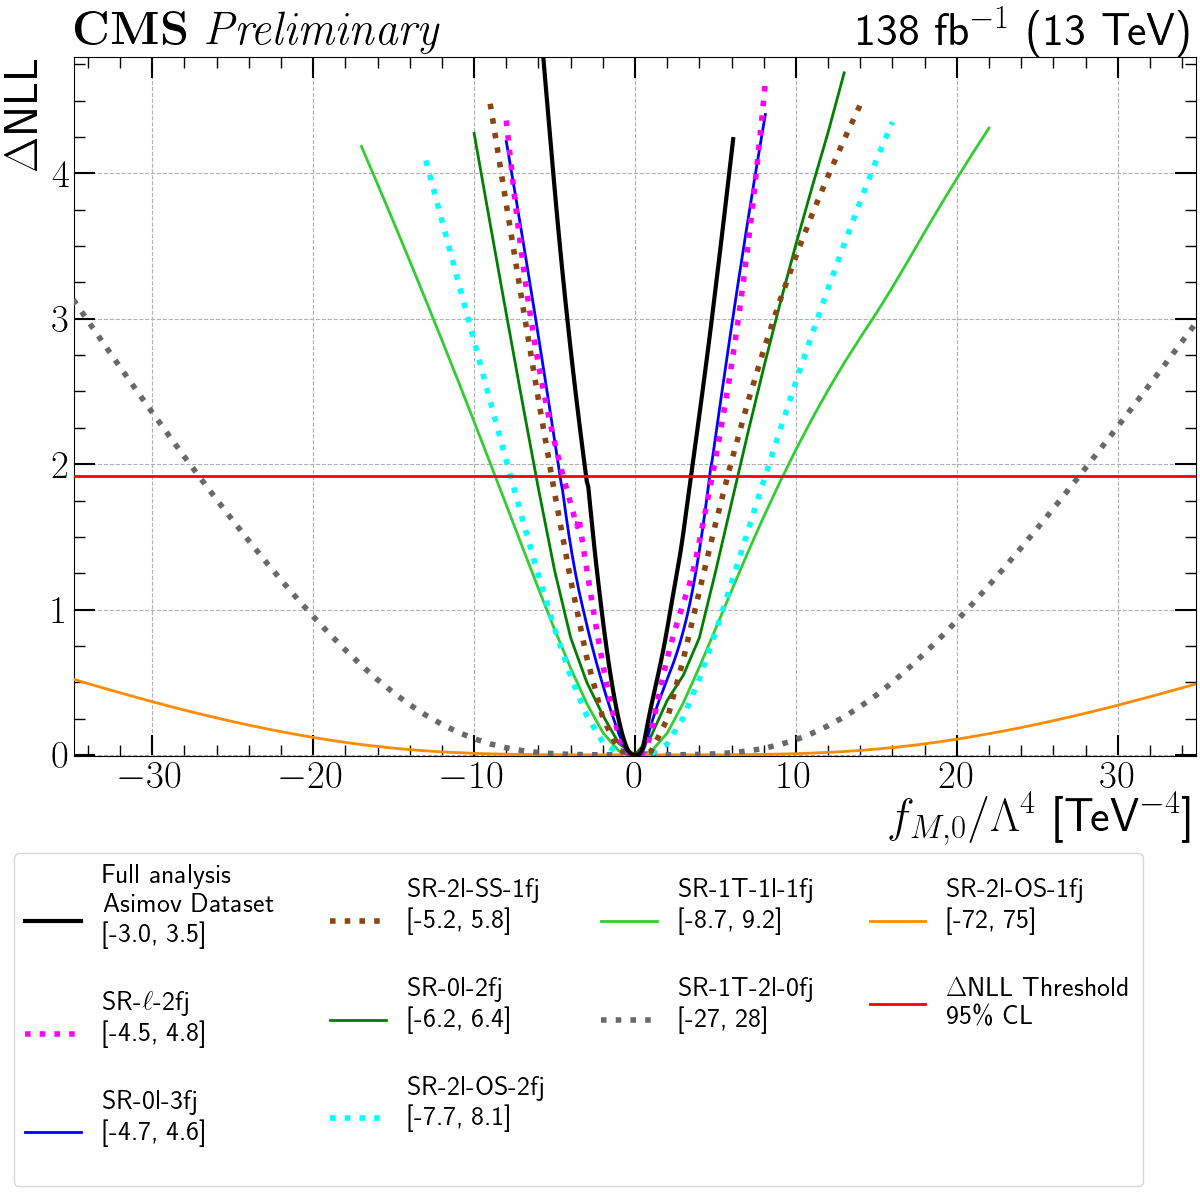 CMS Preliminary
138 fb⁻¹ (13 TeV)
ΔNLL
4
3
2
1
0
−30 −20 −10 0 10 20 30
f_{M,0}/Λ⁴ [TeV⁻⁴]
Full analysis
Asimov Dataset
[-3.0, 3.5]
SR-ℓ-2fj
[-4.5, 4.8]
SR-0l-3fj
[-4.7, 4.6]
SR-2l-SS-1fj
[-5.2, 5.8]
SR-0l-2fj
[-6.2, 6.4]
SR-2l-OS-2fj
[-7.7, 8.1]
SR-1T-1l-1fj
[-8.7, 9.2]
SR-1T-2l-0fj
[-27, 28]
SR-2l-OS-1fj
[-72, 75]
ΔNLL Threshold
95% CL